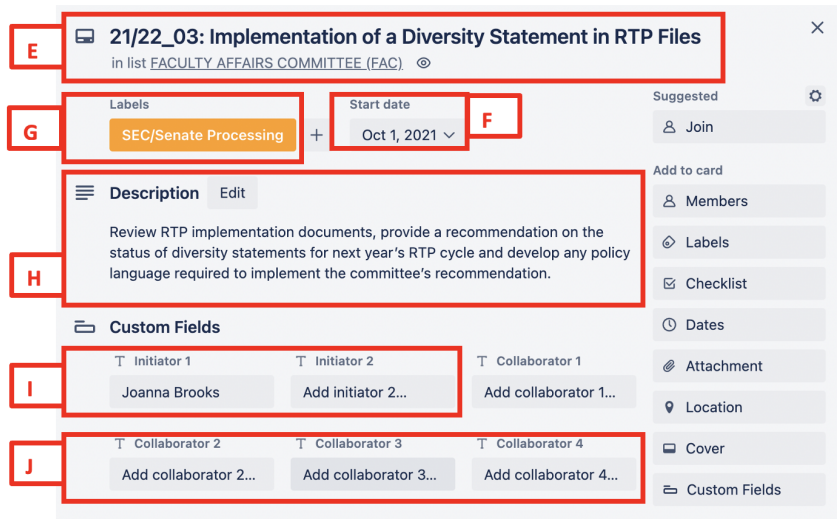 E
21/22_03: Implementation of a Diversity Statement in RTP Files
in list FACULTY AFFAIRS COMMITTEE (FAC)
G
Labels
SEC/Senate Processing
+
Start date
Oct 1, 2021
F
Suggested
Join
H
Description
Edit
Review RTP implementation documents, provide a recommendation on the
status of diversity statements for next year's RTP cycle and develop any policy
language required to implement the committee's recommendation.
Custom Fields
I
T Initiator 1
T Initiator 2
T Collaborator 1
Joanna Brooks
Add initiator 2...
Add collaborator 1...
J
T Collaborator 2
T Collaborator 3
T Collaborator 4
Add collaborator 2...
Add collaborator 3...
Add collaborator 4...
Add to card
Members
Labels
Checklist
Dates
Attachment
Location
Cover
Custom Fields